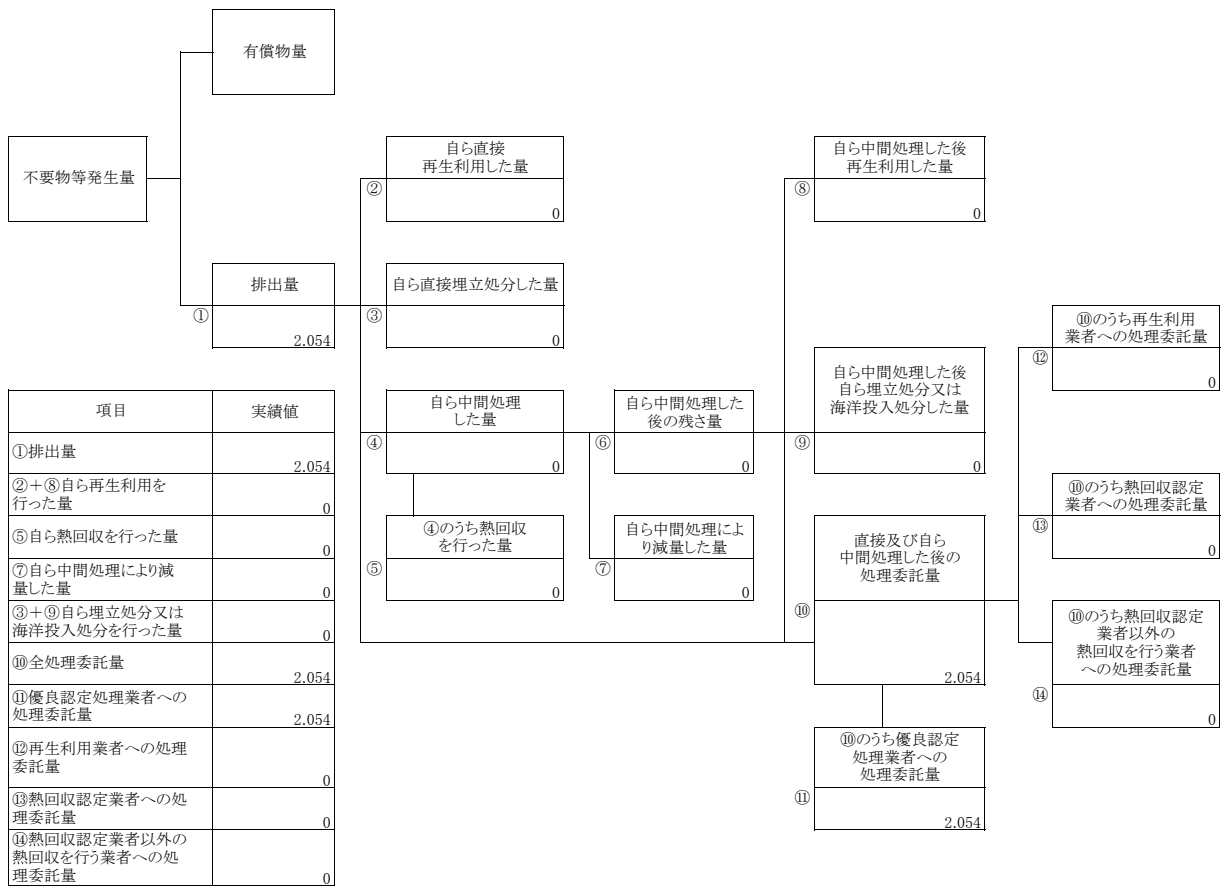 有償物量
不要物等発生量
排出量
①
2.054
自ら直接
再生利用した量
②
0
自ら直接埋立処分した量
③
0
自ら中間処理
した量
④
0
④のうち熱回収
を行った量
⑤
0
自ら中間処理した
後の残さ量
⑥
0
自ら中間処理によ
り減量した量
⑦
0
自ら中間処理した後
再生利用した量
⑧
0
自ら中間処理した後
自ら埋立処分又は
海洋投入処分した量
⑨
0
直接及び自ら
中間処理した後の
処理委託量
⑩
2.054
⑩のうち優良認定
処理業者への
処理委託量
⑪
2.054
⑩のうち再生利用
業者への処理委託量
⑫
0
⑩のうち熱回収認定
業者への処理委託量
⑬
0
⑩のうち熱回収認定
業者以外の
熱回収を行う業者
への処理委託量
⑭
0
項目 実績値
①排出量
2.054
②+⑧自ら再生利用を
行った量
0
⑤自ら熱回収を行った量
0
⑦自ら中間処理により減
量した量
0
③+⑨自ら埋立処分又は
海洋投入処分を行った量
0
⑩全処理委託量
2.054
⑪優良認定処理業者への
処理委託量
2.054
⑫再生利用業者への処理
委託量
0
⑬熱回収認定業者への処
理委託量
0
⑭熱回収認定業者以外の
熱回収を行う業者への処
理委託量
0